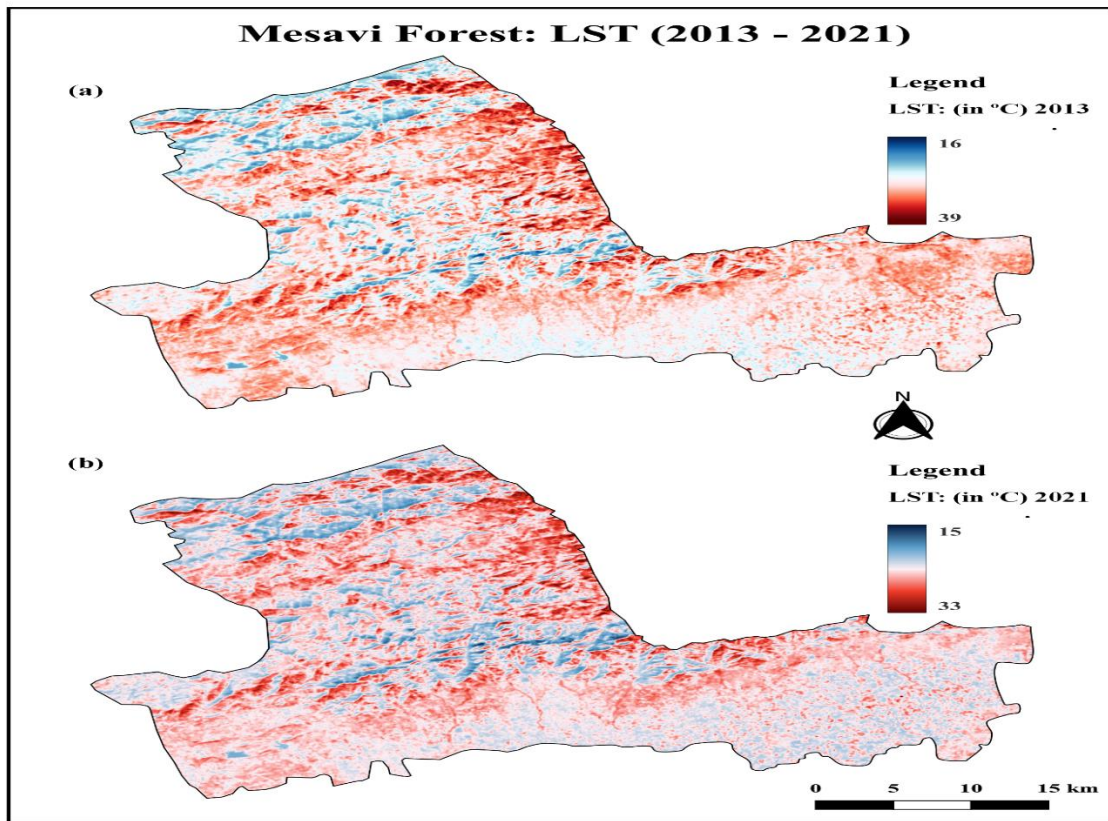 Mesavi Forest: LST (2013 - 2021)
(a)
Legend
LST: (in °C) 2013
16
39
N
(b)
Legend
LST: (in °C) 2021
15
33
0 5 10 15 km